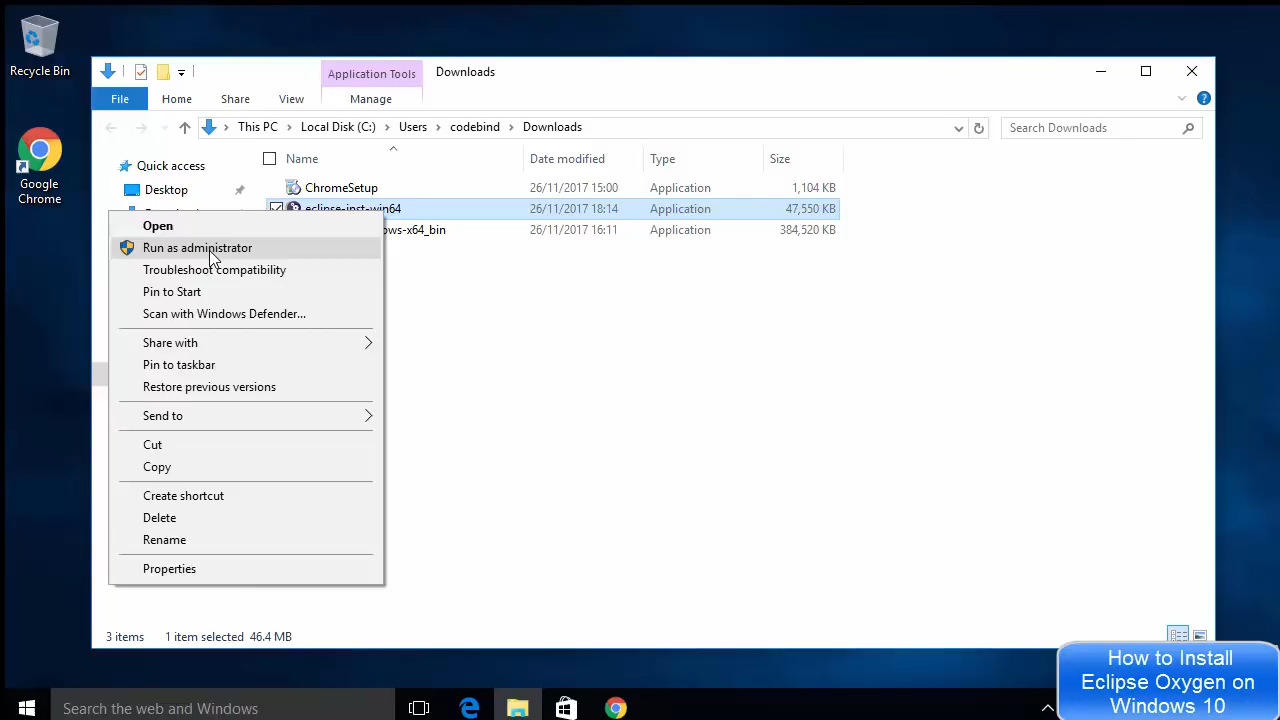 Recycle Bin
Google
Chrome
Application Tools
Downloads
File
Home
Share
View
Manage
This PC
Local Disk (C:)
Users
codebind
Downloads
Search Downloads
Quick access
Desktop
Name
Date modified
Type
Size
ChromeSetup
26/11/2017 15:00
Application
1,104 KB
eclipse-inst-win64
26/11/2017 18:14
Application
47,550 KB
ows-x64_bin
26/11/2017 16:11
Application
384,520 KB
Open
Run as administrator
Troubleshoot compatibility
Pin to Start
Scan with Windows Defender...
Share with
Pin to taskbar
Restore previous versions
Send to
Cut
Copy
Create shortcut
Delete
Rename
Properties
3 items
1 item selected 46.4 MB
Search the web and Windows
How to Install
Eclipse Oxygen on
Windows 10